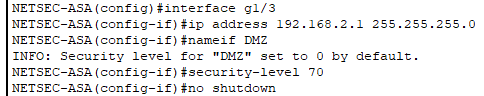 NETSEC-ASA(config)#interface g1/3
NETSEC-ASA(config-if)#ip address 192.168.2.1 255.255.255.0
NETSEC-ASA(config-if)#nameif DMZ
INFO: Security level for "DMZ" set to 0 by default.
NETSEC-ASA(config-if)#security-level 70
NETSEC-ASA(config-if)#no shutdown